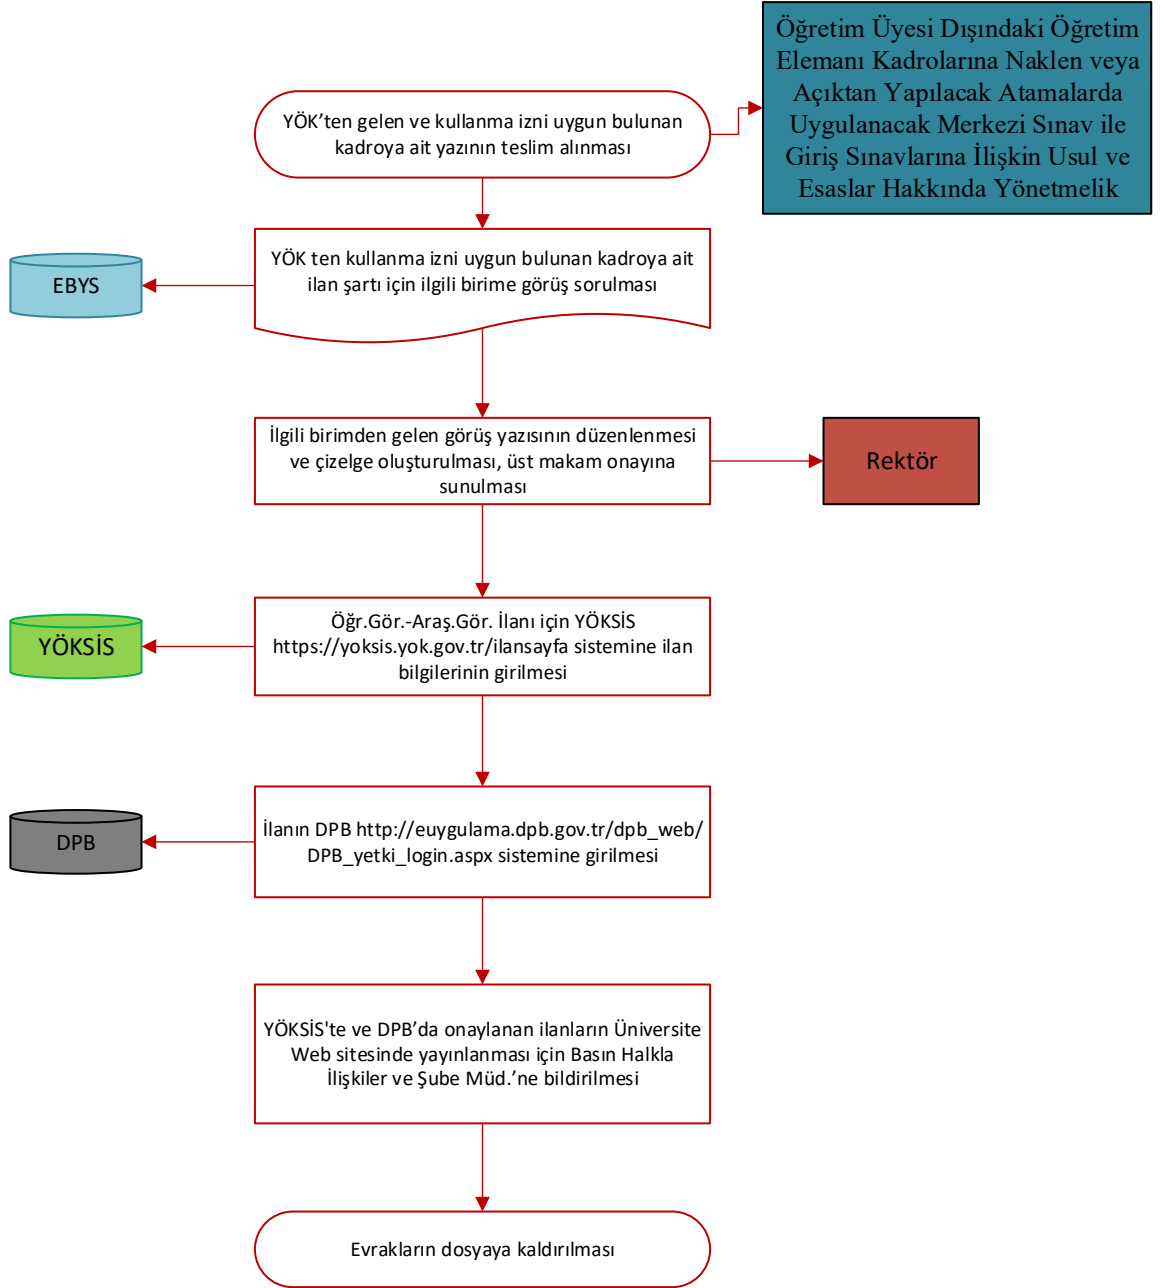 Öğretim Üyesi Dışındaki Öğretim
Elemanı Kadrolarına Naklen veya
Açıktan Yapılacak Atamalarda
Uygulanacak Merkezi Sınav ile
Giriş Sınavlarına İlişkin Usul ve
Esaslar Hakkında Yönetmelik
YÖK’ten gelen ve kullanma izni uygun bulunan
kadroya ait yazının teslim alınması
YÖK ten kullanma izni uygun bulunan kadroya ait
ilan şartı için ilgili birime görüş sorulması
EBYS
İlgili birimden gelen görüş yazısının düzenlenmesi
ve çizelge oluşturulması, üst makam onayına
sunulması
Rektör
Öğr.Gör.-Araş.Gör. İlanı için YÖKSİS
https://yoksis.yok.gov.tr/ilansayfa sistemine ilan
bilgilerinin girilmesi
YÖKSİS
İlanın DPB http://euygulama.dpb.gov.tr/dpb_web/
DPB_yetki_login.aspx sistemine girilmesi
DPB
YÖKSİS'te ve DPB’da onaylanan ilanların Üniversite
Web sitesinde yayınlanması için Basın Halkla
İlişkiler ve Şube Müd.’ne bildirilmesi
Evrakların dosyaya kaldırılması